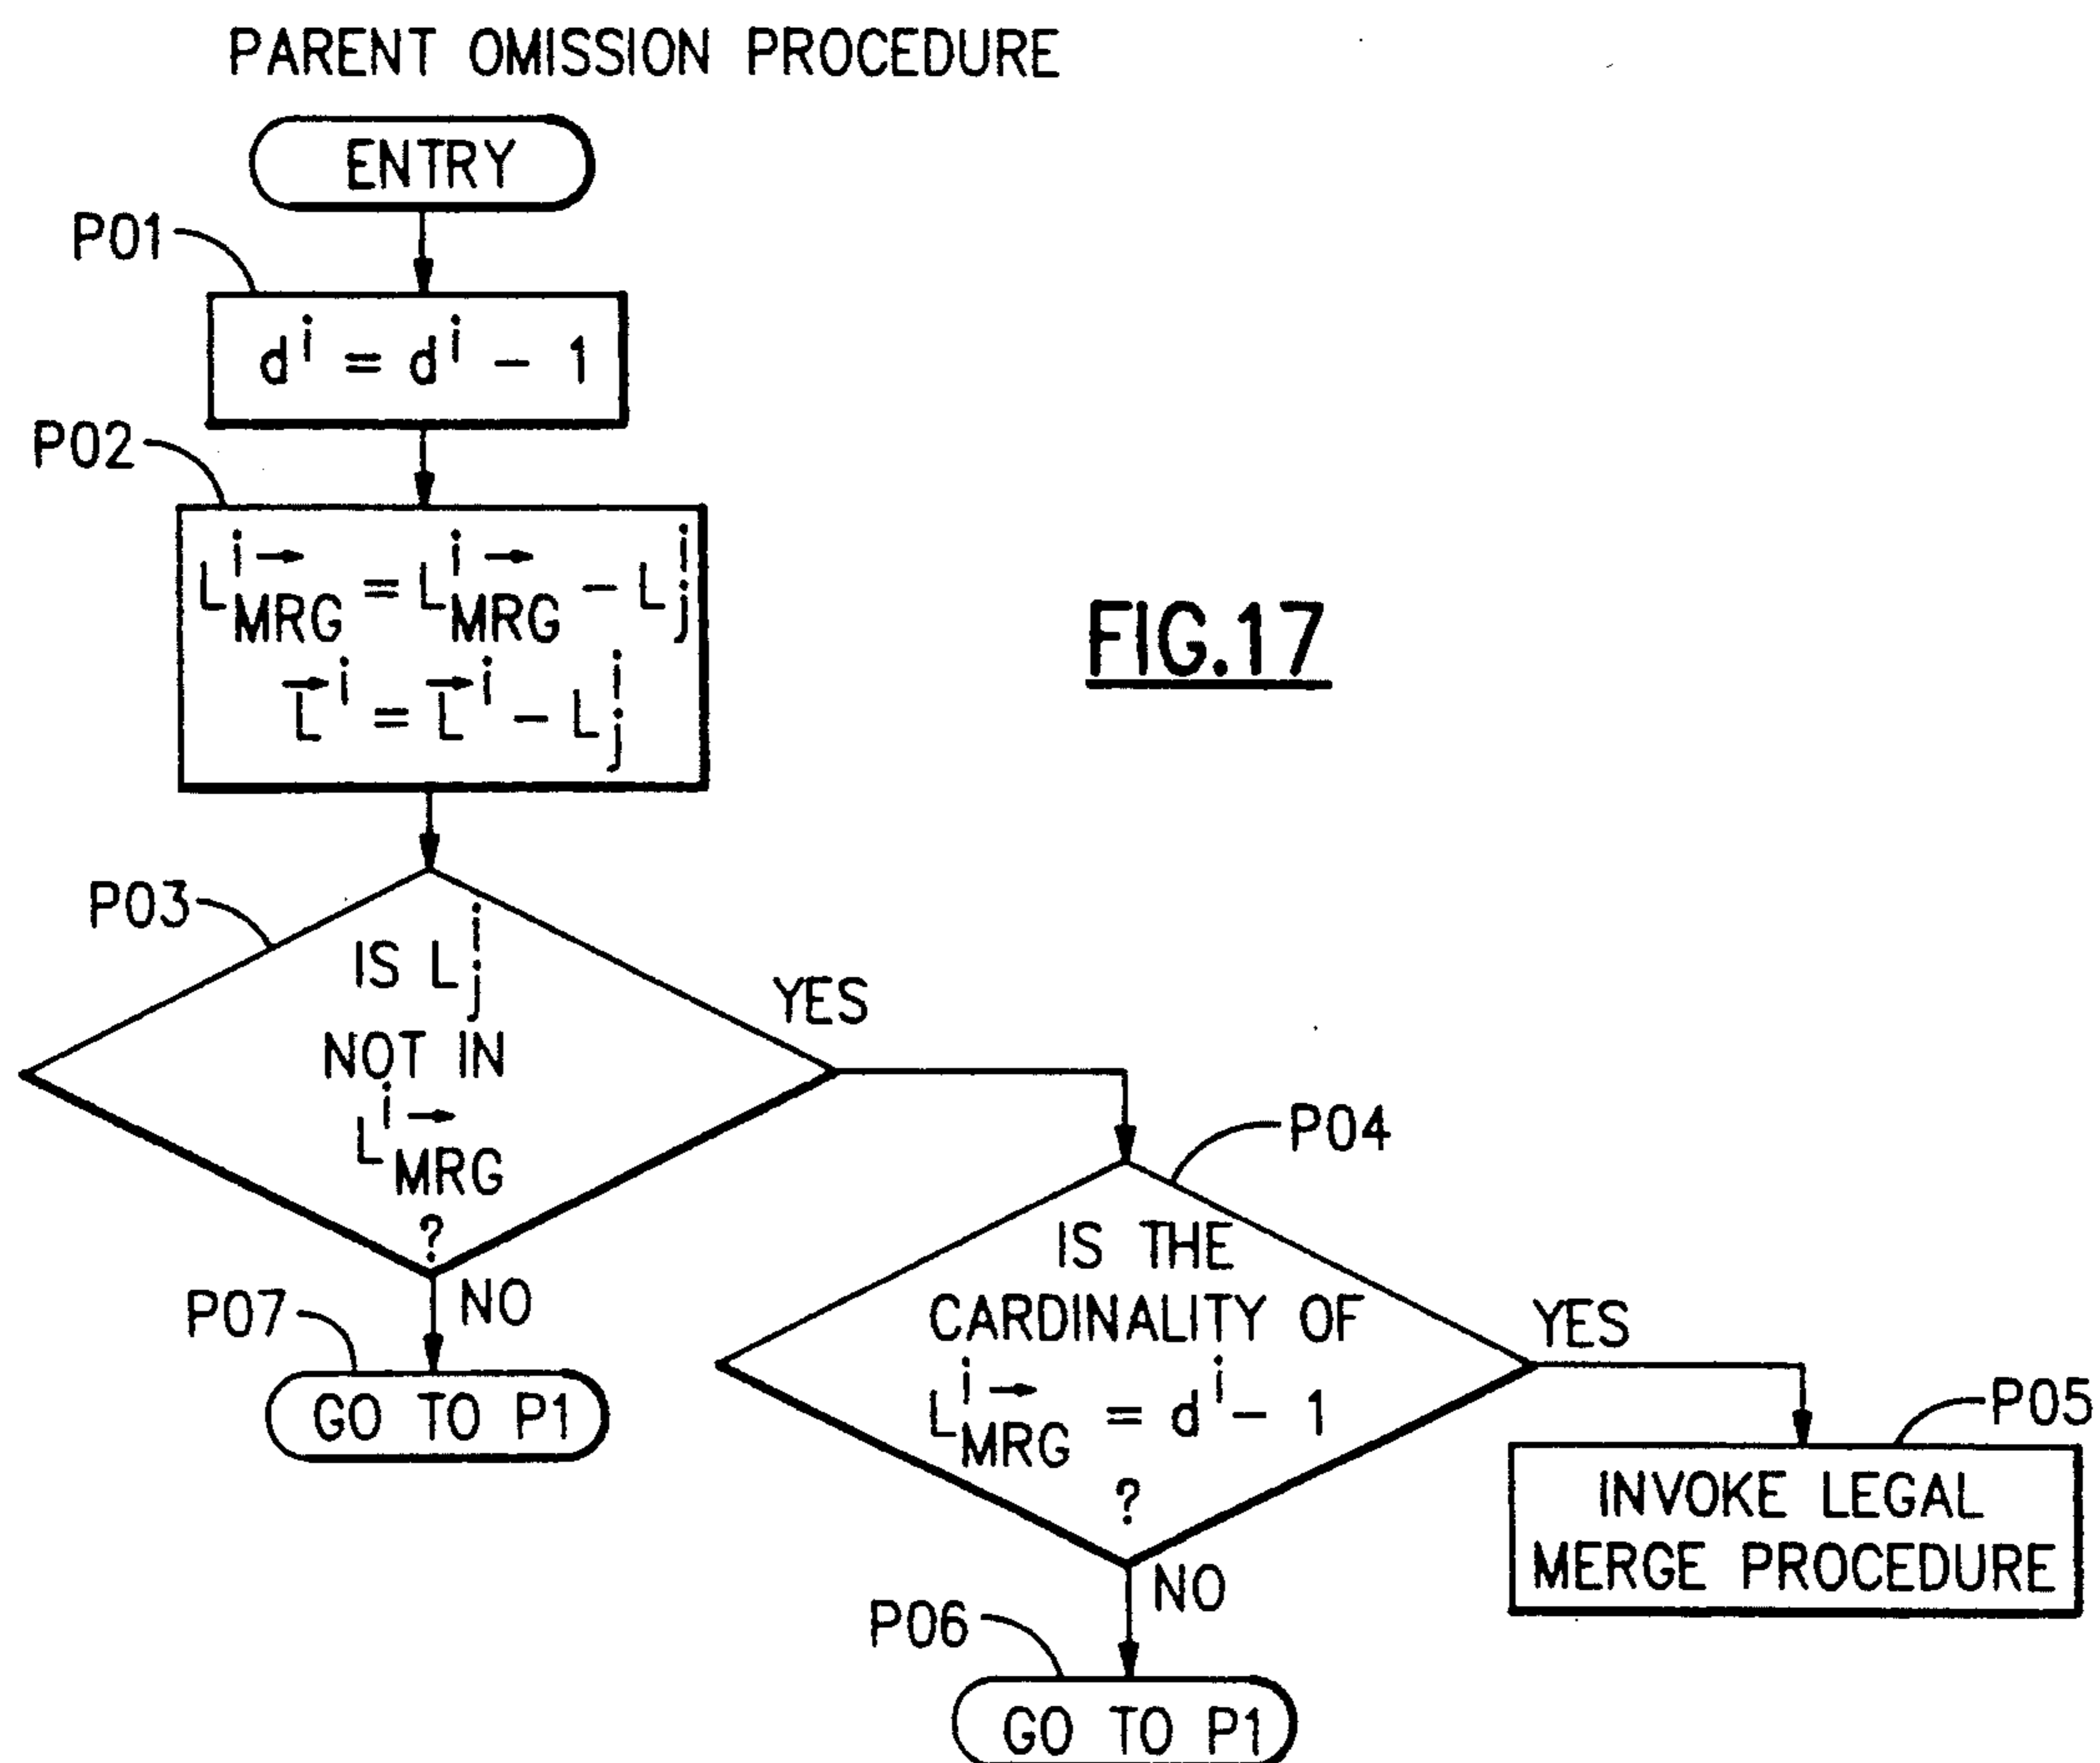 PARENT OMISSION PROCEDURE
ENTRY
P01
d^i = d^i - 1
P02
L^i→_MRG = L^i→_MRG - L^i_j
→L^i = →L^i - L^i_j
FIG.17
P03
IS L^i_j
NOT IN
L^i→_MRG
?
YES
NO
P04
IS THE
CARDINALITY OF
L^i→_MRG = d^i - 1
?
YES
NO
P05
INVOKE LEGAL
MERGE PROCEDURE
P07
GO TO P1
P06
GO TO P1